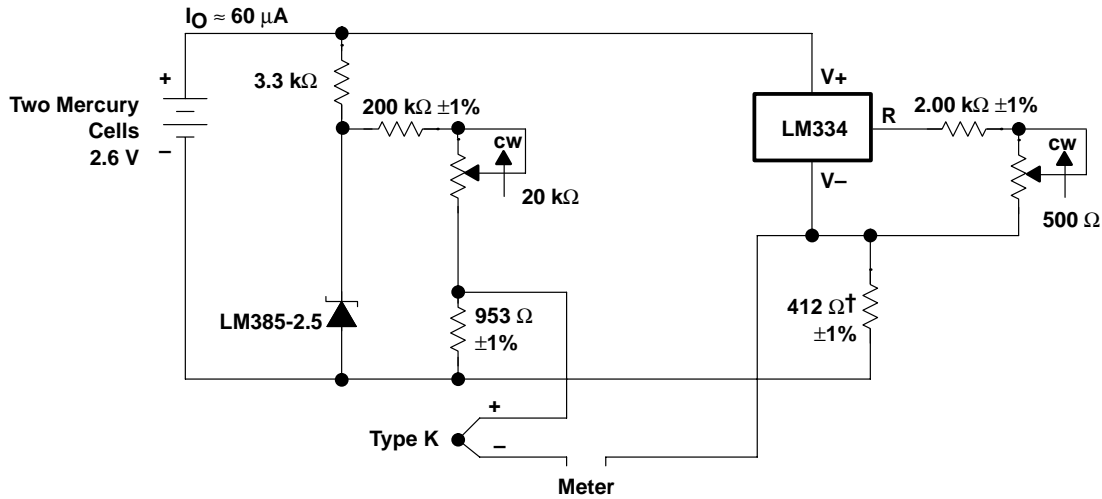 IO ≈ 60 μA
+
Two Mercury
Cells
2.6 V
–
3.3 kΩ
200 kΩ ±1%
cw
20 kΩ
LM385-2.5
953 Ω
±1%
V+
LM334
R
V–
2.00 kΩ ±1%
cw
500 Ω
412 Ω†
±1%
Type K
+
–
Meter